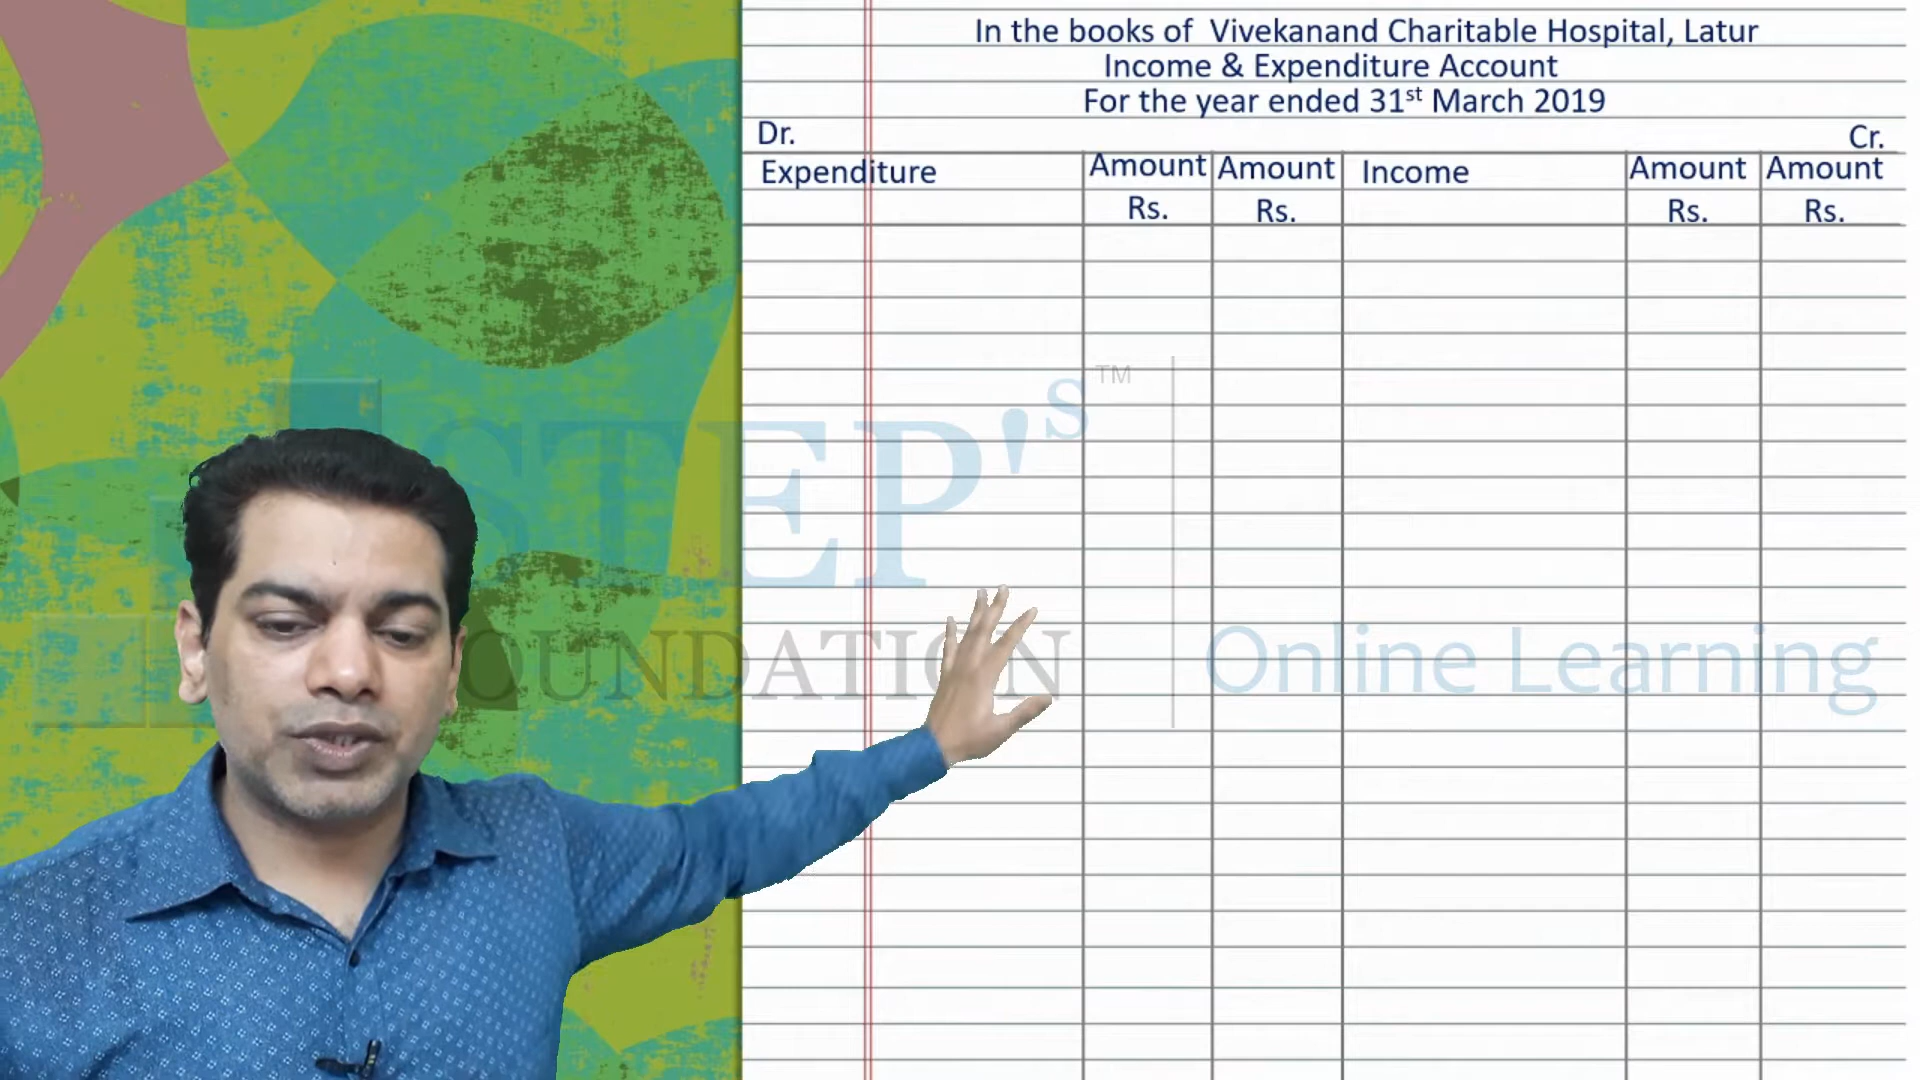 In the books of Vivekanand Charitable Hospital, Latur
Income & Expenditure Account
For the year ended 31st March 2019
Dr. Cr.
Expenditure Amount Rs. Amount Rs. Income Amount Rs. Amount Rs.
STEP's™
FOUNDATION
Online Learning